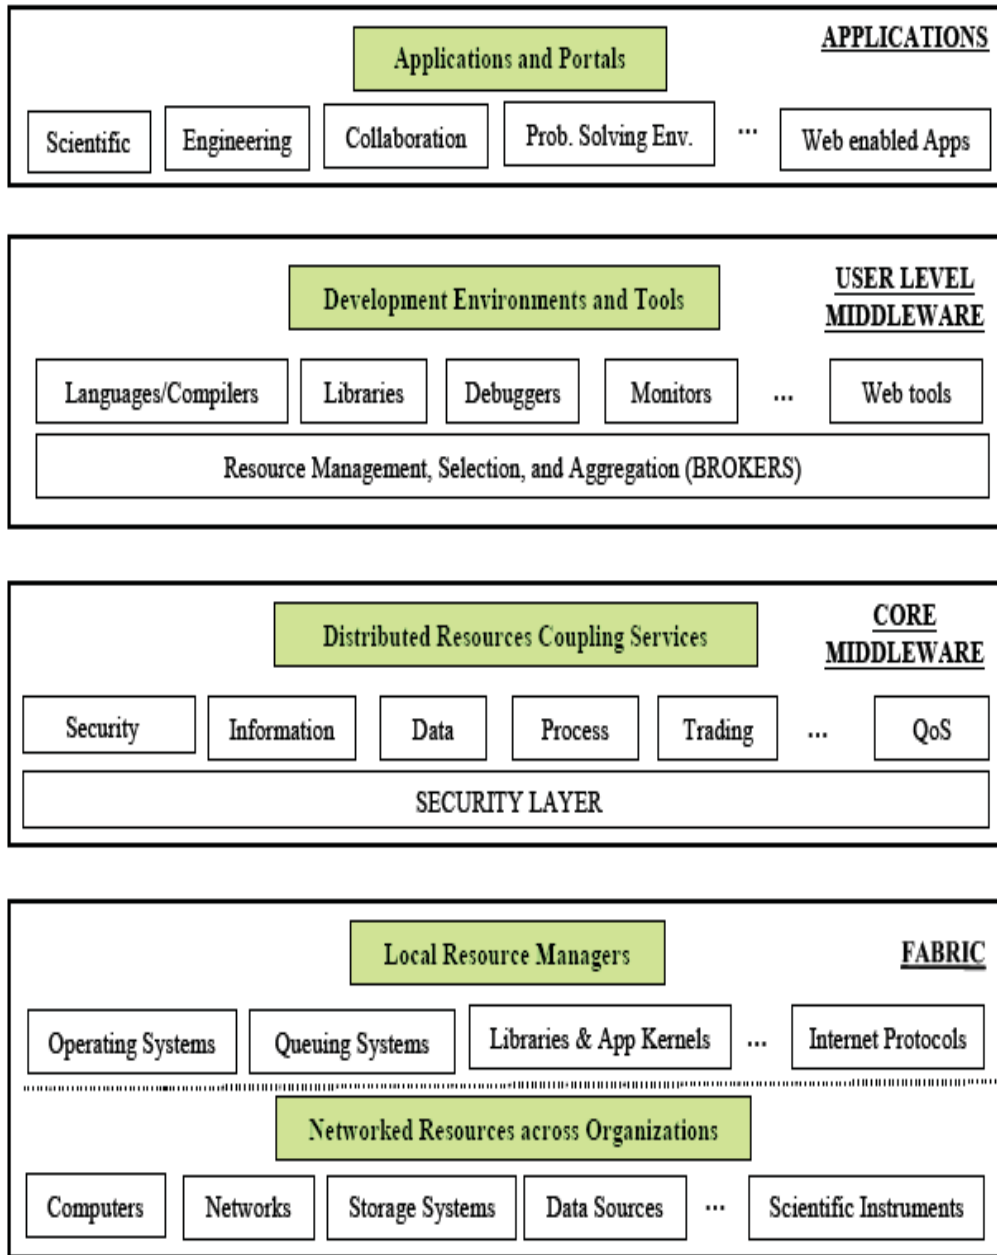 APPLICATIONS
Applications and Portals
Scientific
Engineering
Collaboration
Prob. Solving Env.
...
Web enabled Apps
USER LEVEL
MIDDLEWARE
Development Environments and Tools
Languages/Compilers
Libraries
Debuggers
Monitors
...
Web tools
Resource Management, Selection, and Aggregation (BROKERS)
CORE
MIDDLEWARE
Distributed Resources Coupling Services
Security
Information
Data
Process
Trading
...
QoS
SECURITY LAYER
FABRIC
Local Resource Managers
Operating Systems
Queuing Systems
Libraries & App Kernels
...
Internet Protocols
Networked Resources across Organizations
Computers
Networks
Storage Systems
Data Sources
...
Scientific Instruments